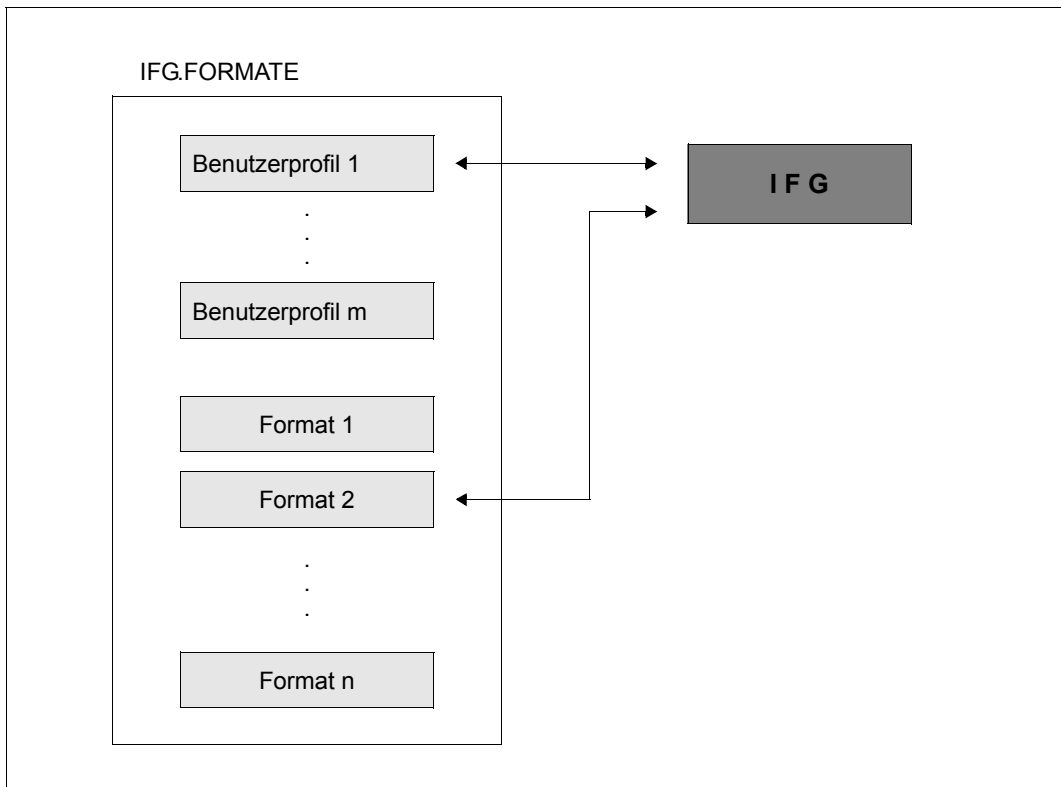 IFG.FORMATE
Benutzerprofil 1
I F G
.
.
.
Benutzerprofil m
Format 1
Format 2
.
.
.
Format n